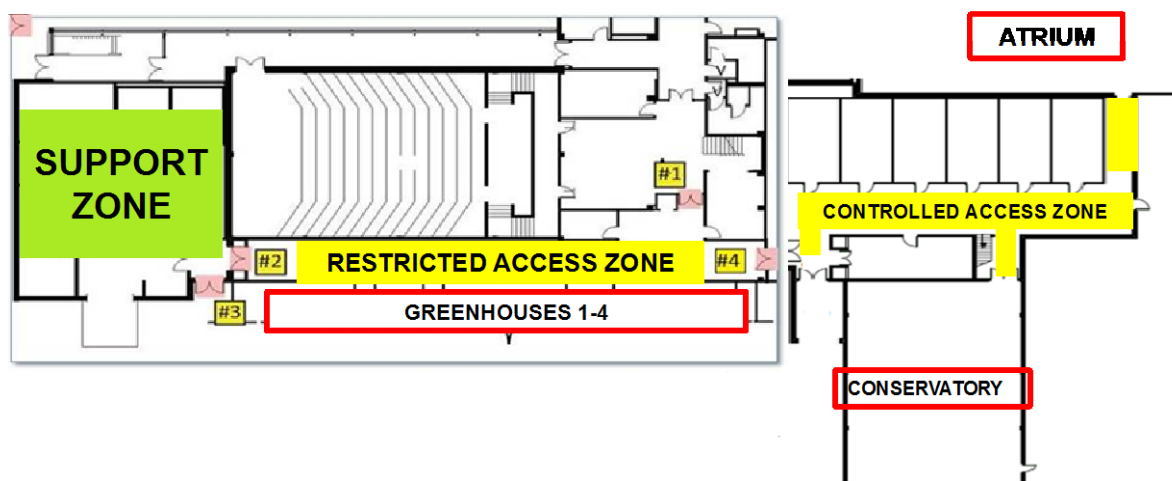 ATRIUM
SUPPORT
ZONE
#1
CONTROLLED ACCESS ZONE
#2
RESTRICTED ACCESS ZONE
#4
#3
GREENHOUSES 1-4
CONSERVATORY